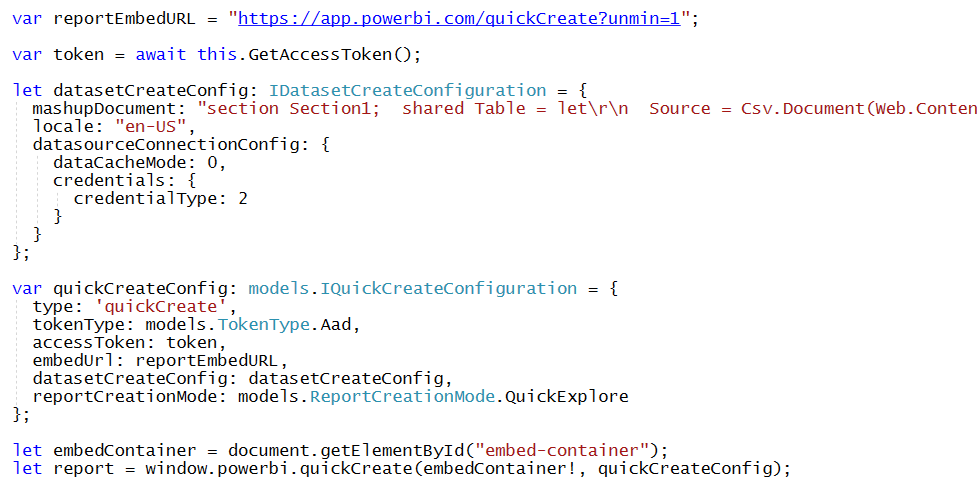 var reportEmbedURL = "https://app.powerbi.com/quickCreate?unmin=1";
var token = await this.GetAccessToken();
let datasetCreateConfig: IDatasetCreateConfiguration = {
mashupDocument: "section Section1;  shared Table = let\r\n  Source = Csv.Document(Web.Conten
locale: "en-US",
datasourceConnectionConfig: {
dataCacheMode: 0,
credentials: {
credentialType: 2
}
}
};
var quickCreateConfig: models.IQuickCreateConfiguration = {
type: 'quickCreate',
tokenType: models.TokenType.Aad,
accessToken: token,
embedUrl: reportEmbedURL,
datasetCreateConfig: datasetCreateConfig,
reportCreationMode: models.ReportCreationMode.QuickExplore
};
let embedContainer = document.getElementById("embed-container");
let report = window.powerbi.quickCreate(embedContainer!, quickCreateConfig);